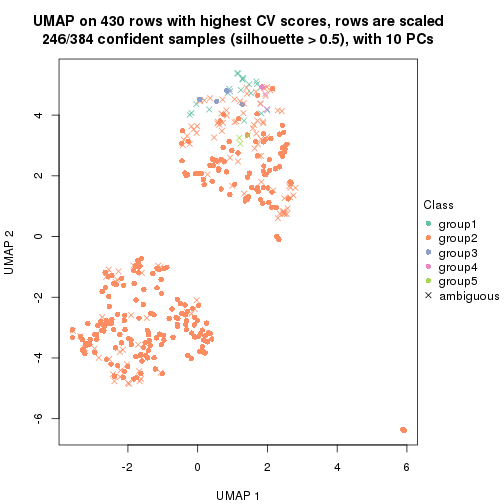 UMAP on 430 rows with highest CV scores, rows are scaled
246/384 confident samples (silhouette > 0.5), with 10 PCs
UMAP 2
4
2
0
-2
-4
-6
-2
0
2
4
6
UMAP 1
Class
group1
group2
group3
group4
group5
ambiguous